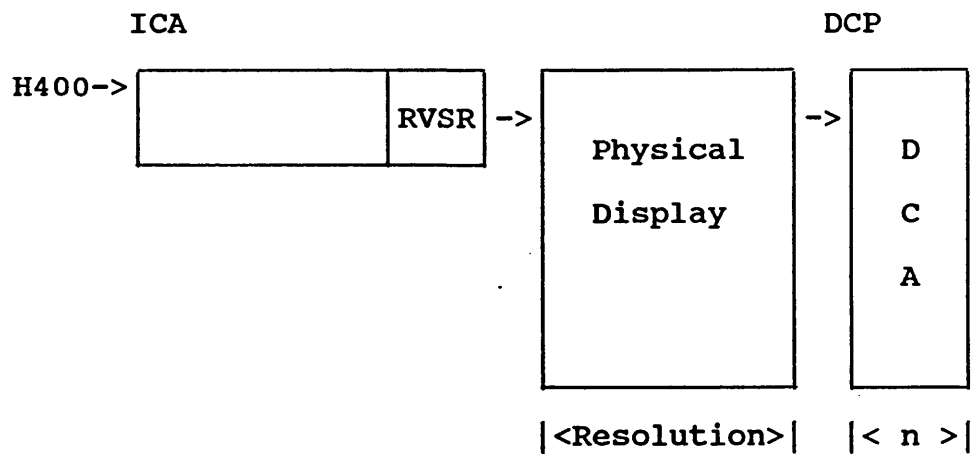 ICA DCP
H400-> RVSR -> Physical -> D
Display C
A
|<Resolution>| |< n >|